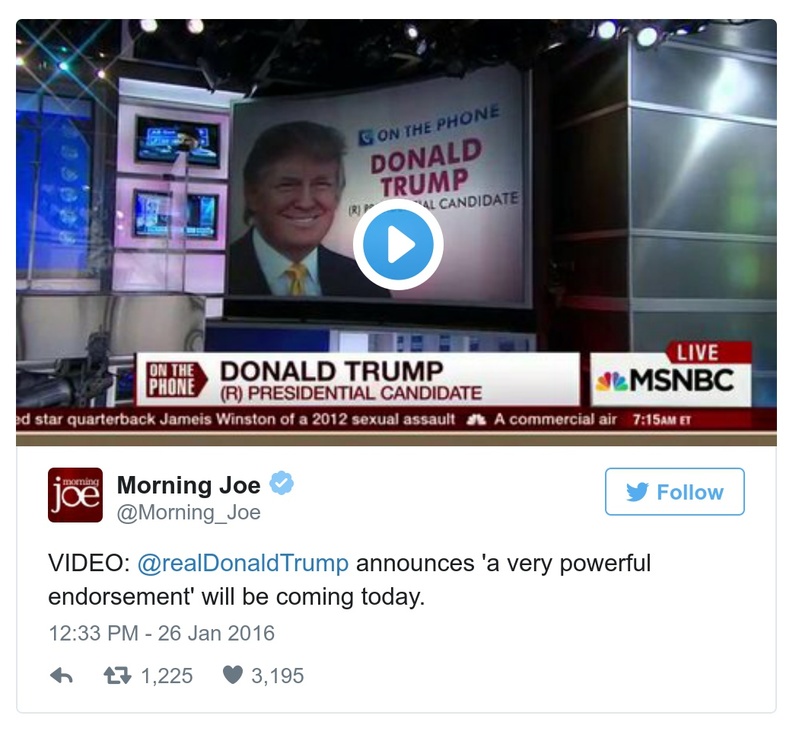 ON THE PHONE
DONALD
TRUMP
(R) CANDIDATE
ON THE
PHONE
DONALD TRUMP
(R) PRESIDENTIAL CANDIDATE
LIVE
MSNBC
ed star quarterback Jameis Winston of a 2012 sexual assault A commercial air 7:15AM ET
morning
joe
Morning Joe
@Morning_Joe
Follow
VIDEO: @realDonaldTrump announces 'a very powerful
endorsement' will be coming today.
12:33 PM - 26 Jan 2016
1,225 3,195